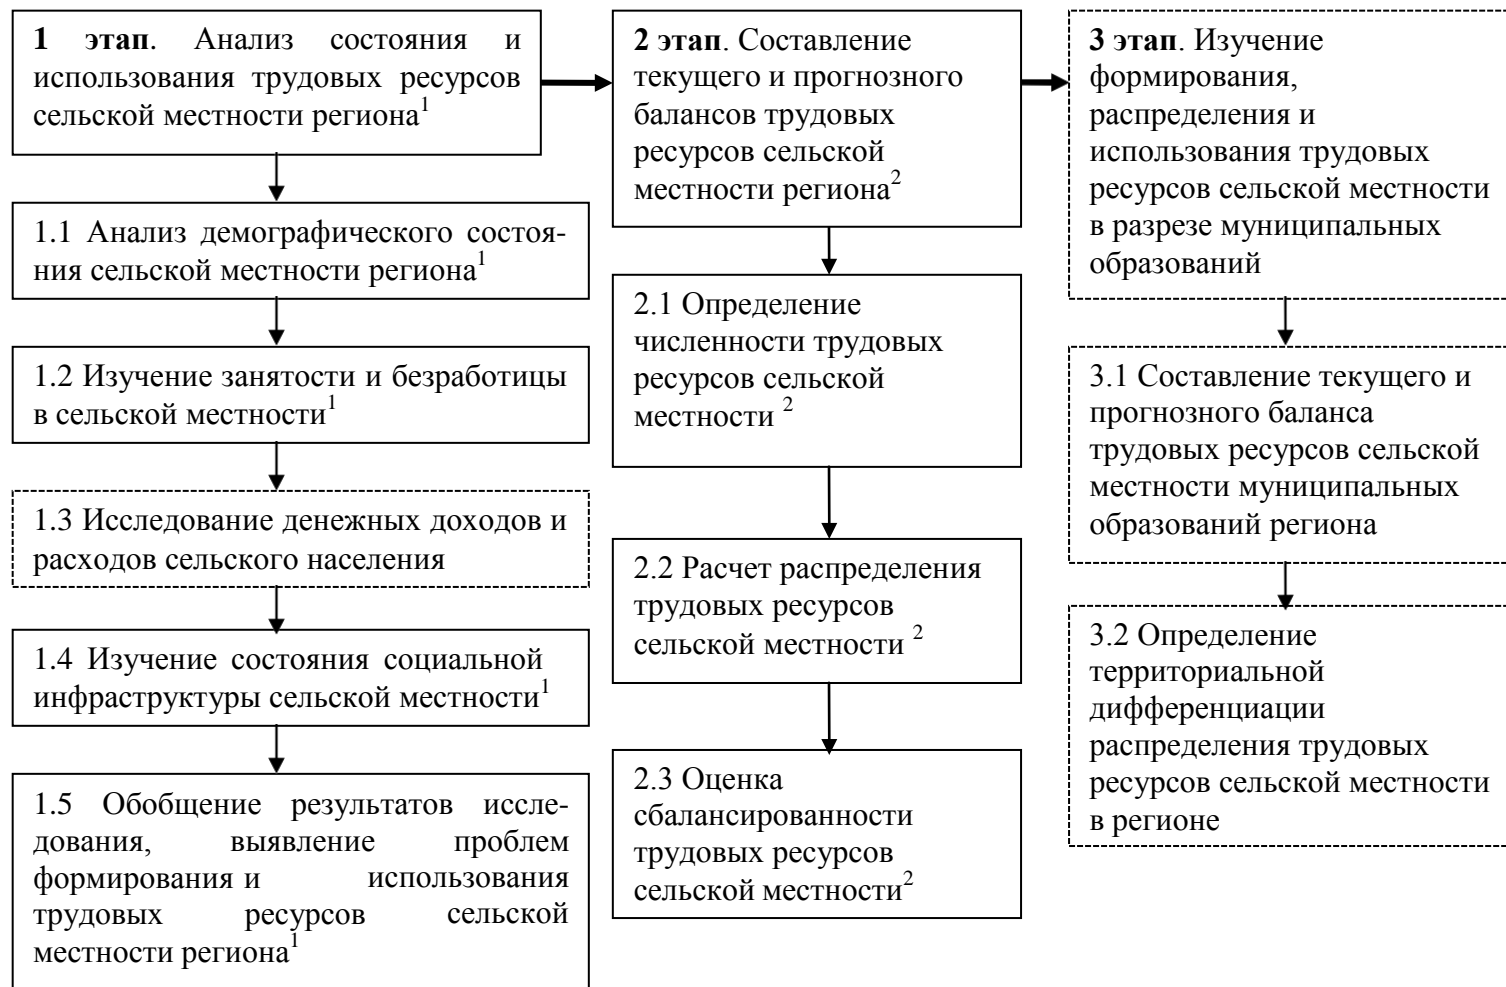 1 этап. Анализ состояния и
использования трудовых ресурсов
сельской местности региона¹
1.1 Анализ демографического состоя-
ния сельской местности региона¹
1.2 Изучение занятости и безработицы
в сельской местности¹
1.3 Исследование денежных доходов и
расходов сельского населения
1.4 Изучение состояния социальной
инфраструктуры сельской местности¹
1.5 Обобщение результатов иссле-
дования, выявление проблем
формирования и использования
трудовых ресурсов сельской
местности региона¹
2 этап. Составление
текущего и прогнозного
балансов трудовых
ресурсов сельской
местности региона²
2.1 Определение
численности трудовых
ресурсов сельской
местности ²
2.2 Расчет распределения
трудовых ресурсов
сельской местности ²
2.3 Оценка
сбалансированности
трудовых ресурсов
сельской местности²
3 этап. Изучение
формирования,
распределения и
использования трудовых
ресурсов сельской местности
в разрезе муниципальных
образований
3.1 Составление текущего и
прогнозного баланса
трудовых ресурсов сельской
местности муниципальных
образований региона
3.2 Определение
территориальной
дифференциации
распределения трудовых
ресурсов сельской местности
в регионе